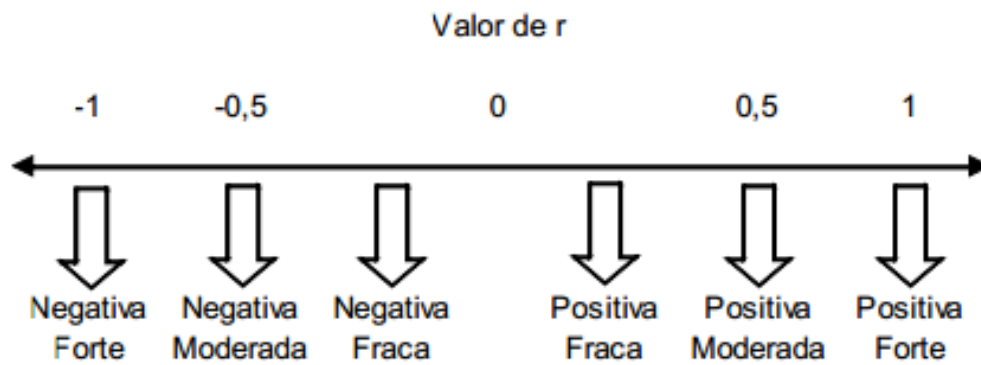 Valor de r
-1 -0,5 0 0,5 1
Negativa Negativa Negativa Positiva Positiva Positiva
Forte Moderada Fraca Fraca Moderada Forte